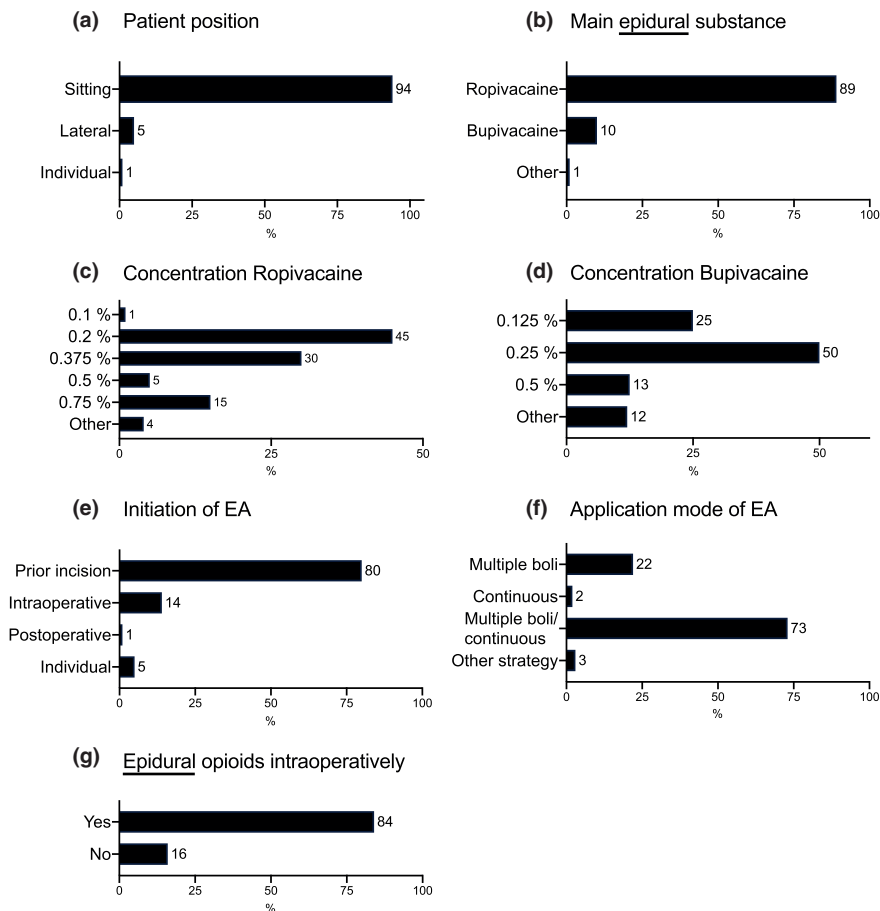 (a) Patient position
Sitting 94
Lateral 5
Individual 1
0 25 50 75 100
%
(b) Main epidural substance
Ropivacaine 89
Bupivacaine 10
Other 1
0 25 50 75 100
%
(c) Concentration Ropivacaine
0.1 % 1
0.2 % 45
0.375 % 30
0.5 % 5
0.75 % 15
Other 4
0 25 50
%
(d) Concentration Bupivacaine
0.125 % 25
0.25 % 50
0.5 % 13
Other 12
0 25 50
%
(e) Initiation of EA
Prior incision 80
Intraoperative 14
Postoperative 1
Individual 5
0 25 50 75 100
%
(f) Application mode of EA
Multiple boli 22
Continuous 2
Multiple boli/
continuous 73
Other strategy 3
0 25 50 75 100
%
(g) Epidural opioids intraoperatively
Yes 84
No 16
0 25 50 75 100
%